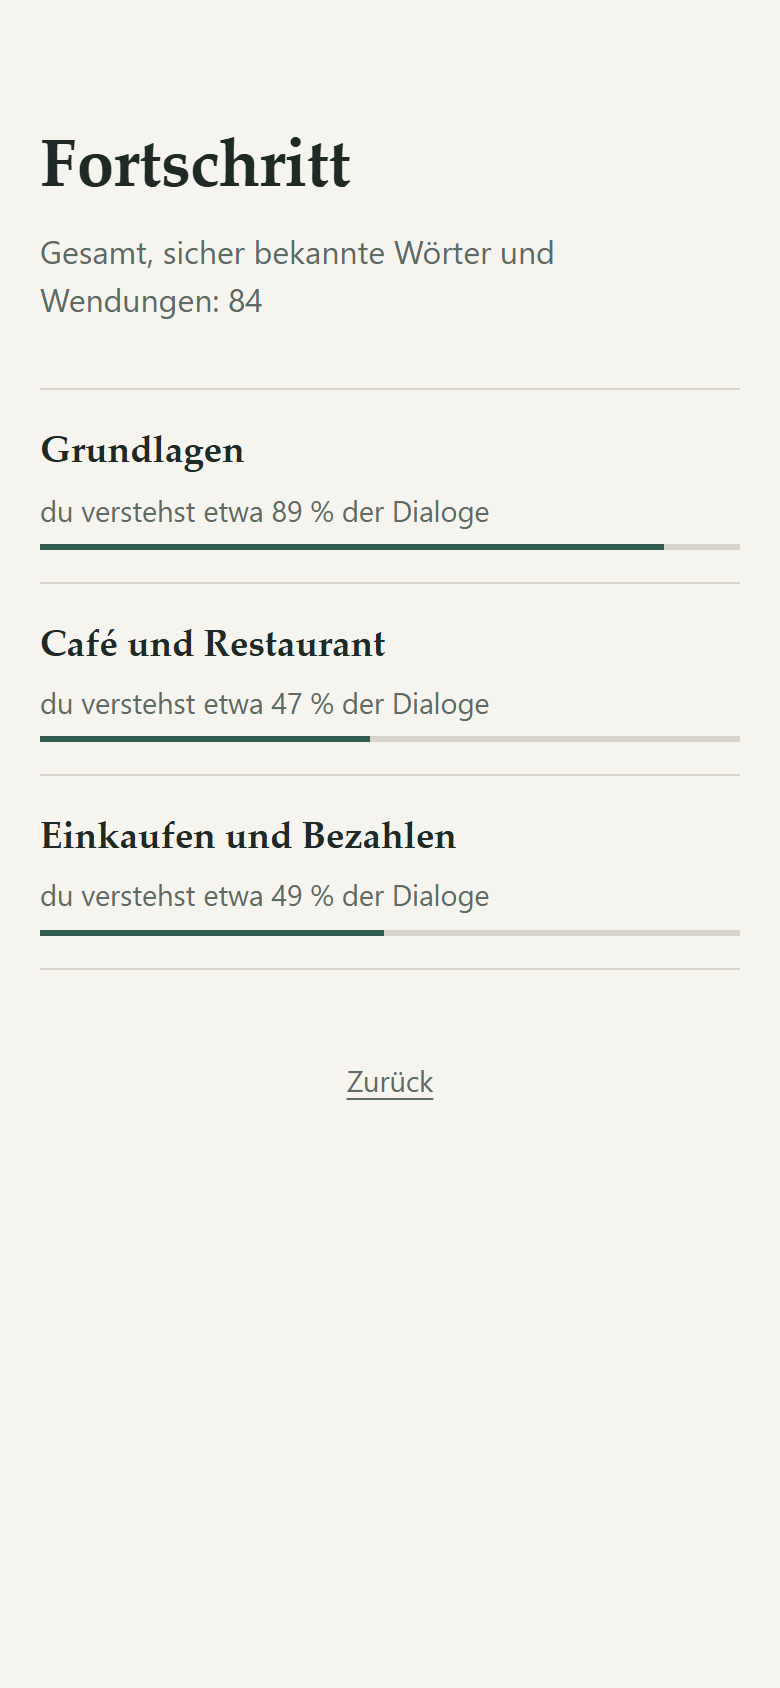 Fortschritt
Gesamt, sicher bekannte Wörter und
Wendungen: 84
Grundlagen
du verstehst etwa 89 % der Dialoge
Café und Restaurant
du verstehst etwa 47 % der Dialoge
Einkaufen und Bezahlen
du verstehst etwa 49 % der Dialoge
Zurück